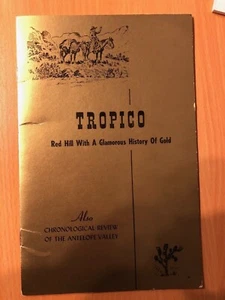 TROPICO
Red Hill With A Glamorous History Of Gold
Also
CHRONOLOGICAL REVIEW
OF THE ANTELOPE VALLEY